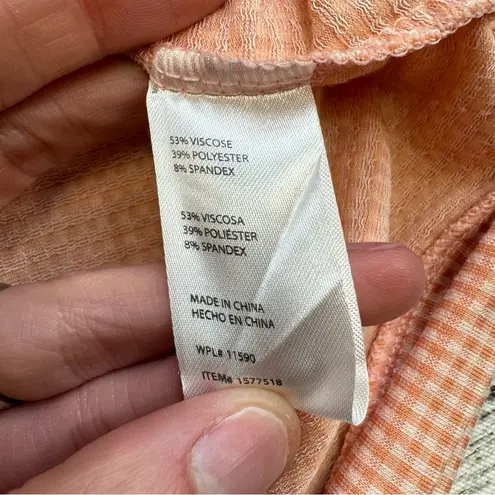 53% VISCOSE
39% POLYESTER
8% SPANDEX
53% VISCOSA
39% POLIÉSTER
8% SPANDEX
MADE IN CHINA
HECHO EN CHINA
WPL# 11590
ITEM# 1577518